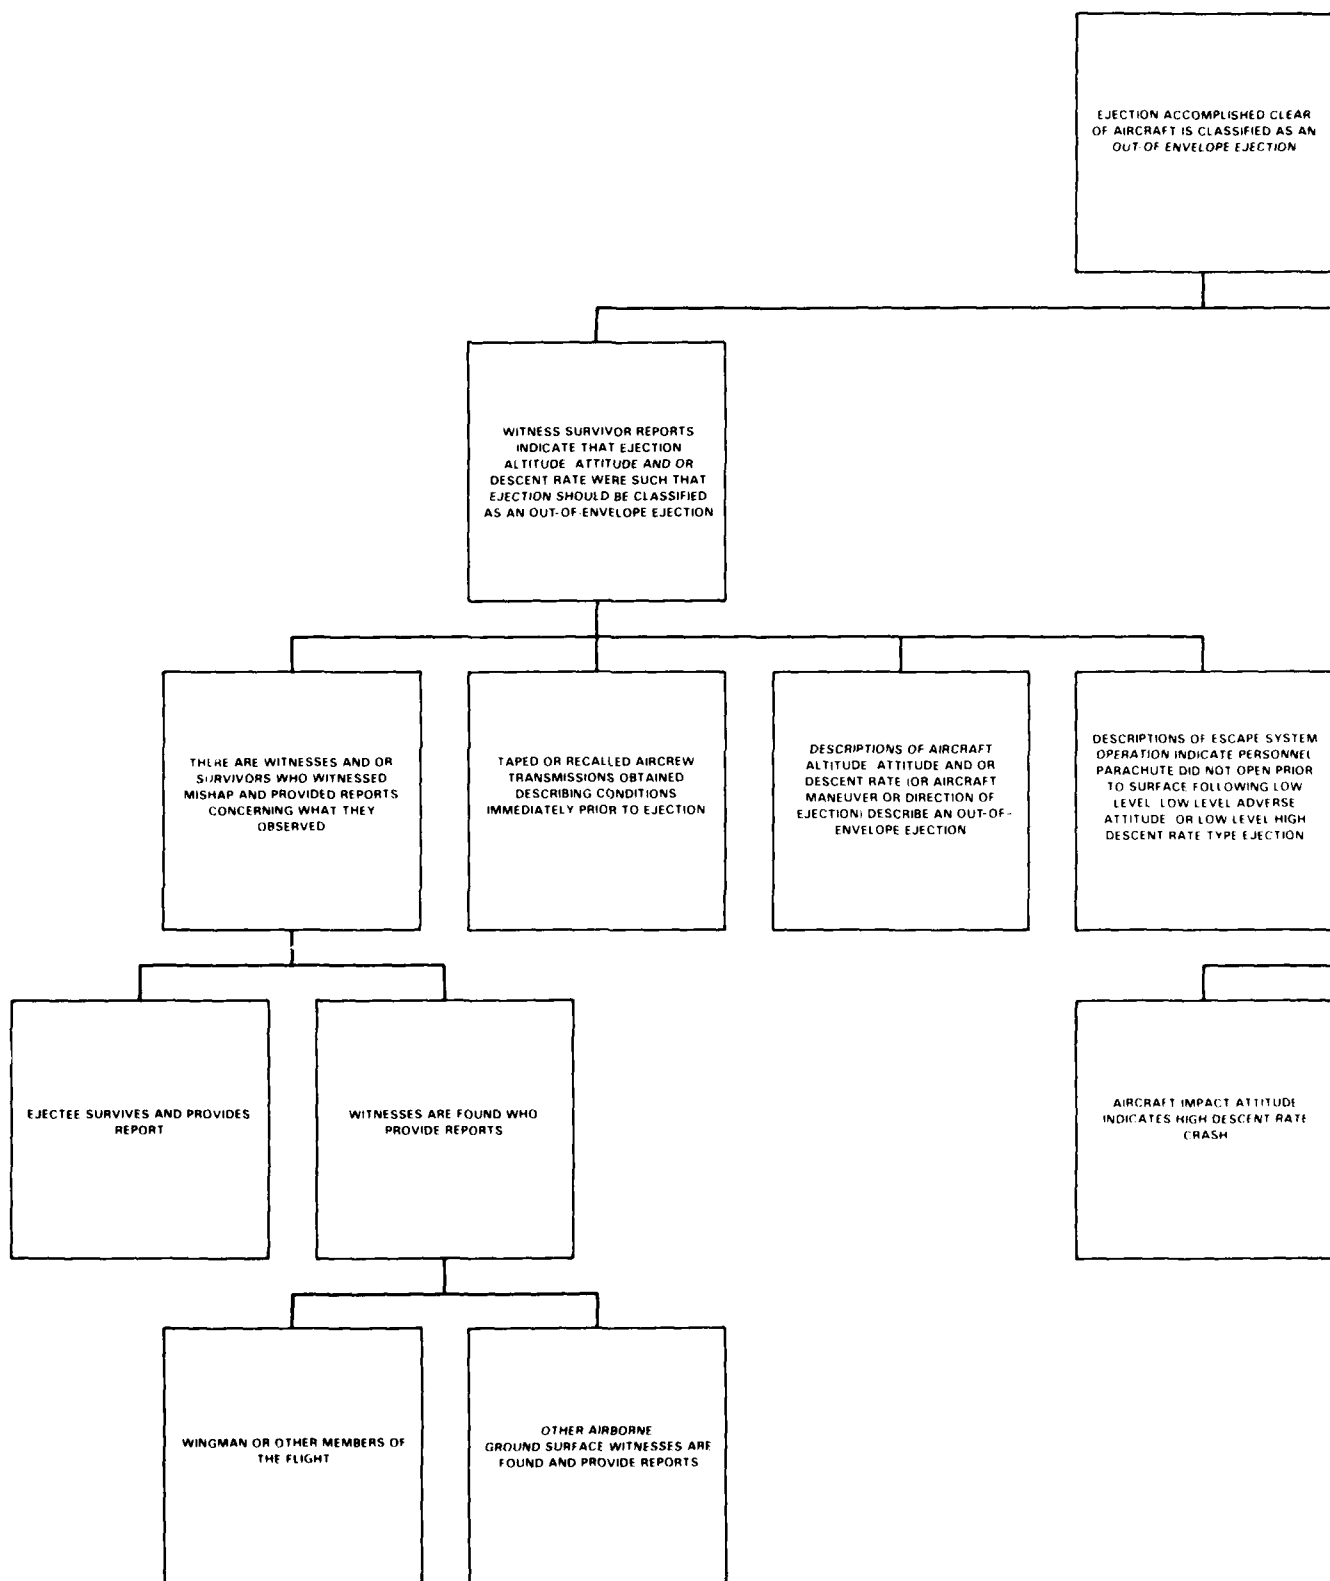 EJECTION ACCOMPLISHED CLEAR
OF AIRCRAFT IS CLASSIFIED AS AN
OUT-OF ENVELOPE EJECTION
WITNESS SURVIVOR REPORTS
INDICATE THAT EJECTION
ALTITUDE ATTITUDE AND OR
DESCENT RATE WERE SUCH THAT
EJECTION SHOULD BE CLASSIFIED
AS AN OUT-OF-ENVELOPE EJECTION
THERE ARE WITNESSES AND OR
SURVIVORS WHO WITNESSED
MISHAP AND PROVIDED REPORTS
CONCERNING WHAT THEY
OBSERVED
TAPED OR RECALLED AIRCREW
TRANSMISSIONS OBTAINED
DESCRIBING CONDITIONS
IMMEDIATELY PRIOR TO EJECTION
DESCRIPTIONS OF AIRCRAFT
ALTITUDE ATTITUDE AND OR
DESCENT RATE (OR AIRCRAFT
MANEUVER OR DIRECTION OF
EJECTION) DESCRIBE AN OUT-OF-
ENVELOPE EJECTION
DESCRIPTIONS OF ESCAPE SYSTEM
OPERATION INDICATE PERSONNEL
PARACHUTE DID NOT OPEN PRIOR
TO SURFACE FOLLOWING LOW
LEVEL LOW LEVEL ADVERSE
ATTITUDE OR LOW LEVEL HIGH
DESCENT RATE TYPE EJECTION
EJECTEE SURVIVES AND PROVIDES
REPORT
WITNESSES ARE FOUND WHO
PROVIDE REPORTS
AIRCRAFT IMPACT ATTITUDE
INDICATES HIGH DESCENT RATE
CRASH
WINGMAN OR OTHER MEMBERS OF
THE FLIGHT
OTHER AIRBORNE
GROUND SURFACE WITNESSES ARE
FOUND AND PROVIDE REPORTS